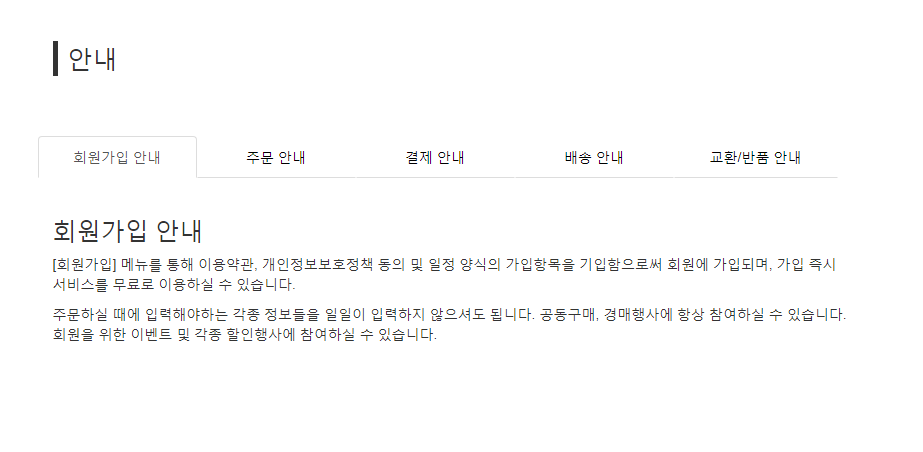 안내
회원가입 안내
주문 안내
결제 안내
배송 안내
교환/반품 안내
회원가입 안내
[회원가입] 메뉴를 통해 이용약관, 개인정보보호정책 동의 및 일정 양식의 가입항목을 기입함으로써 회원에 가입되며, 가입 즉시
서비스를 무료로 이용하실 수 있습니다.
주문하실 때에 입력해야하는 각종 정보들을 일일이 입력하지 않으셔도 됩니다. 공동구매, 경매행사에 항상 참여하실 수 있습니다.
회원을 위한 이벤트 및 각종 할인행사에 참여하실 수 있습니다.